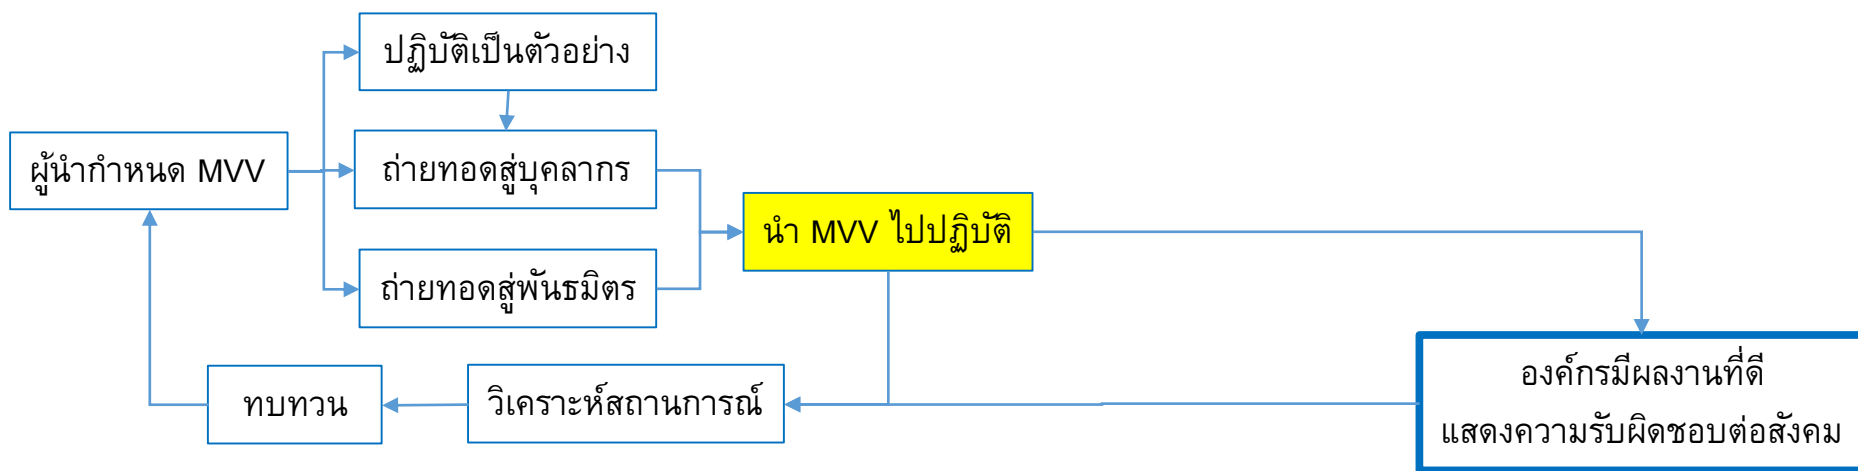 ปฏิบัติเป็นตัวอย่าง
ผู้นำกำหนด MVV
ถ่ายทอดสู่บุคลากร
นำ MVV ไปปฏิบัติ
ถ่ายทอดสู่พันธมิตร
องค์กรมีผลงานที่ดี
แสดงความรับผิดชอบต่อสังคม
วิเคราะห์สถานการณ์
ทบทวน